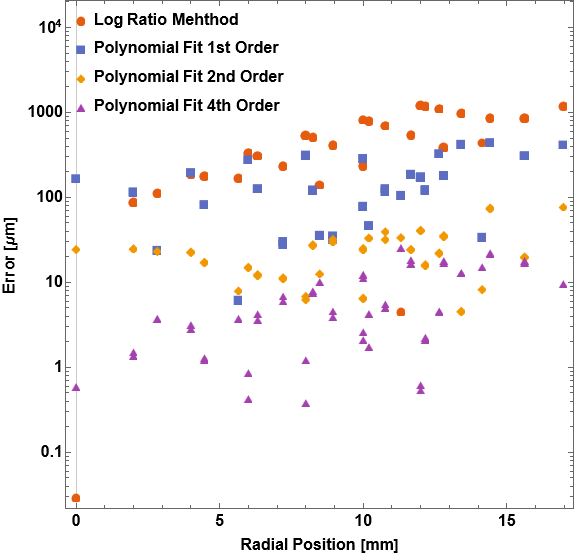 10⁴
Log Ratio Mehthod
Polynomial Fit 1st Order
Polynomial Fit 2nd Order
Polynomial Fit 4th Order
1000
100
10
1
0.1
Error [μm]
0 5 10 15
Radial Position [mm]